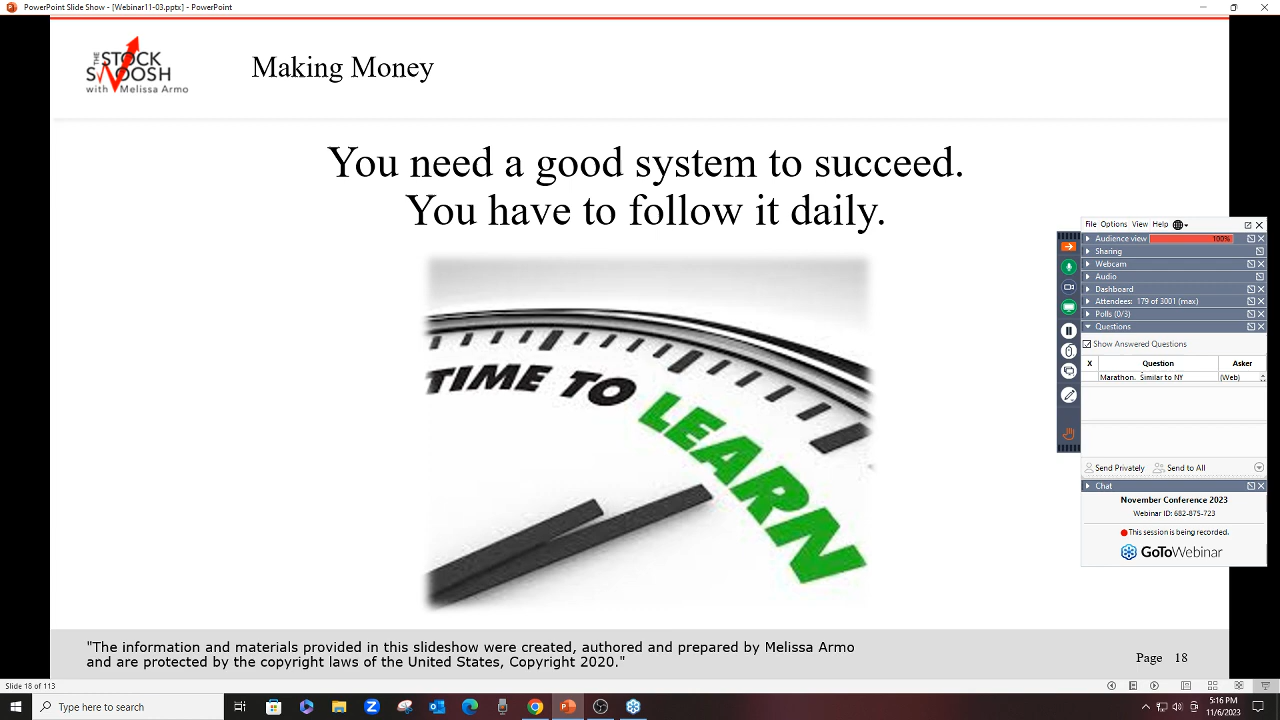 PowerPoint Slide Show - [Webinar11-03.pptx] - PowerPoint
THE
STOCK
SWOOSH
with Melissa Armo
Making Money
You need a good system to succeed.
You have to follow it daily.
TIME TO LEARN
File Options View Help
Audience view 100%
Sharing
Webcam
Audio
Dashboard
Attendees: 179 of 3001 (max)
Polls (0/3)
Questions
Show Answered Questions
X Question Asker
Marathon. Similar to NY (Web)
Send Privately Send to All
Chat
November Conference 2023
Webinar ID: 682-875-723
This session is being recorded.
GoToWebinar
"The information and materials provided in this slideshow were created, authored and prepared by Melissa Armo
and are protected by the copyright laws of the United States, Copyright 2020."
Page 18
Slide 18 of 113
Type here to search
5:16 PM
11/6/2023